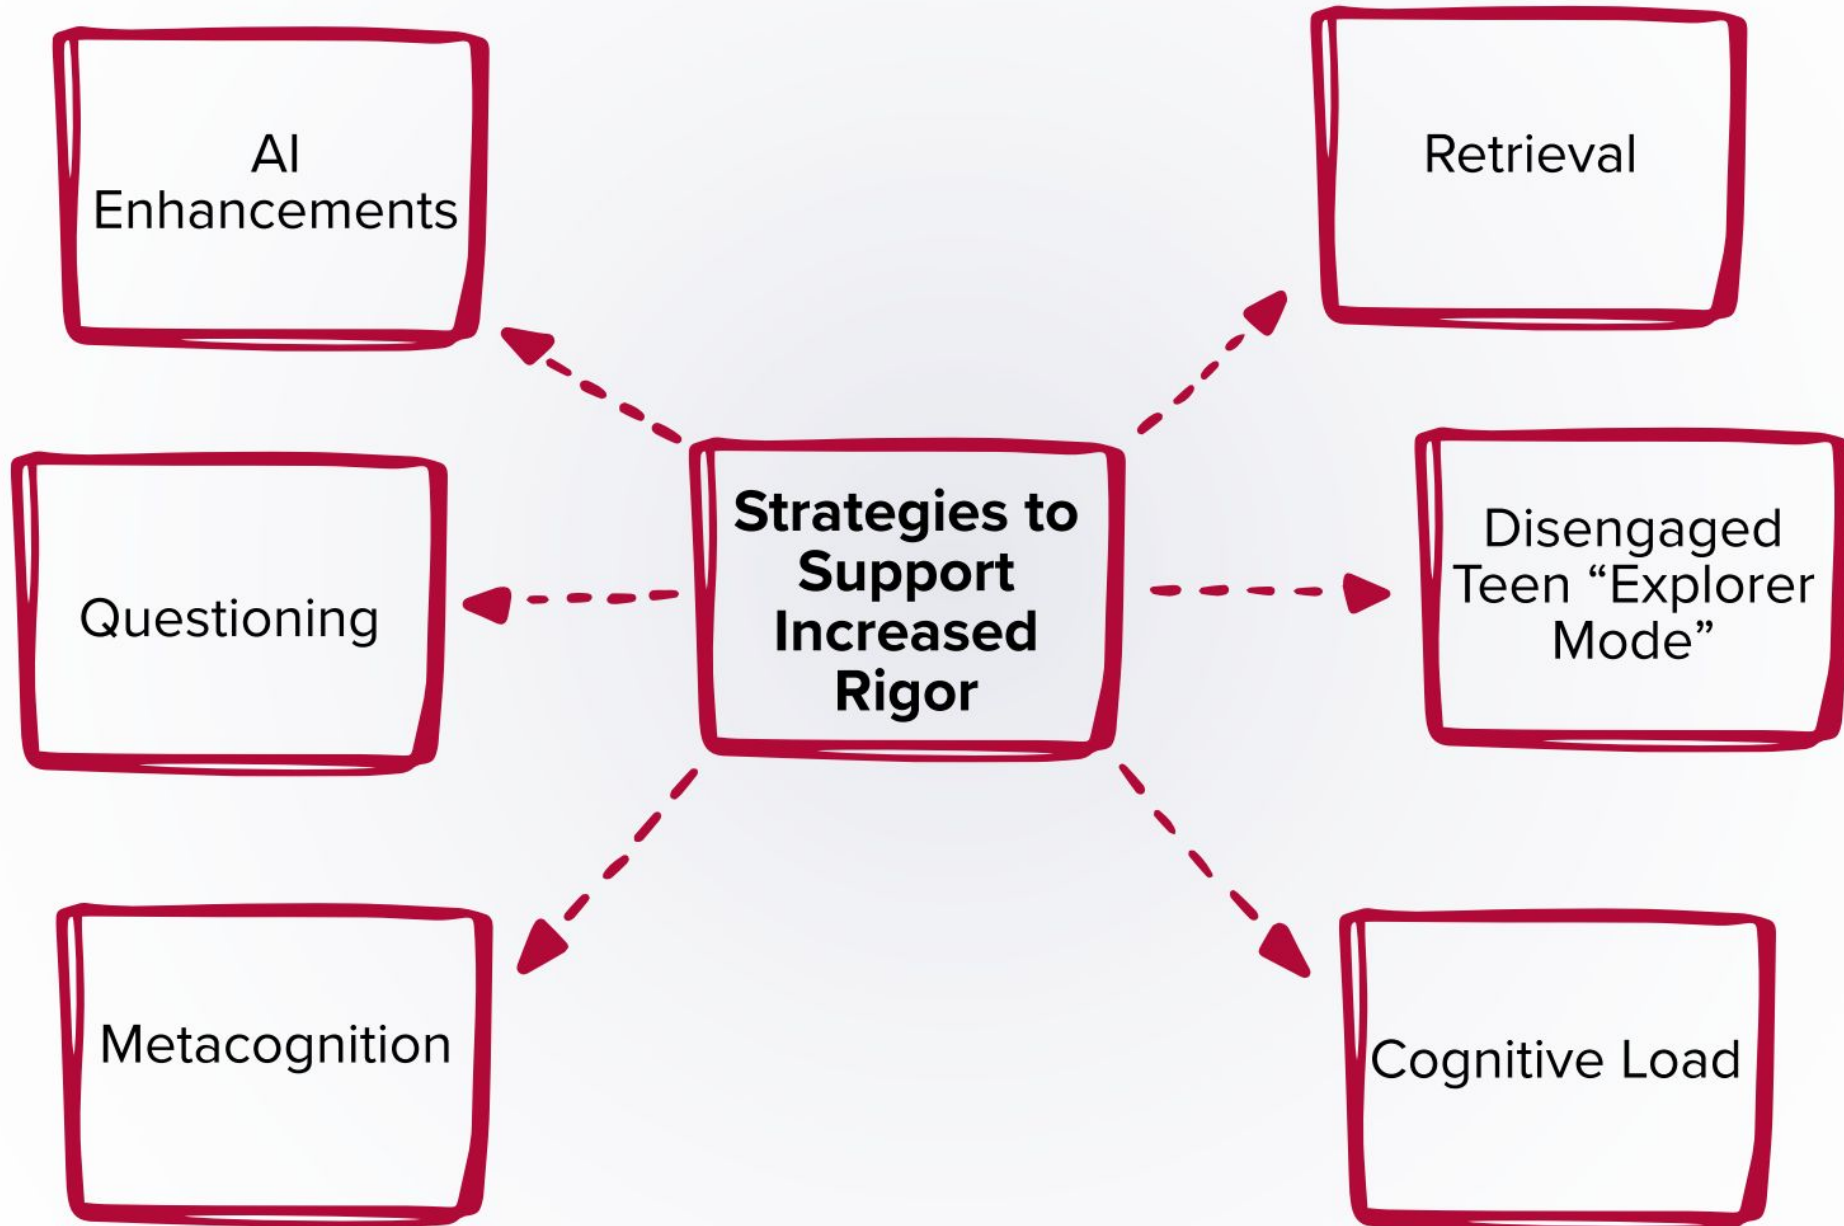 AI
Enhancements
Retrieval
Questioning
Strategies to
Support
Increased
Rigor
Disengaged
Teen “Explorer
Mode”
Metacognition
Cognitive Load